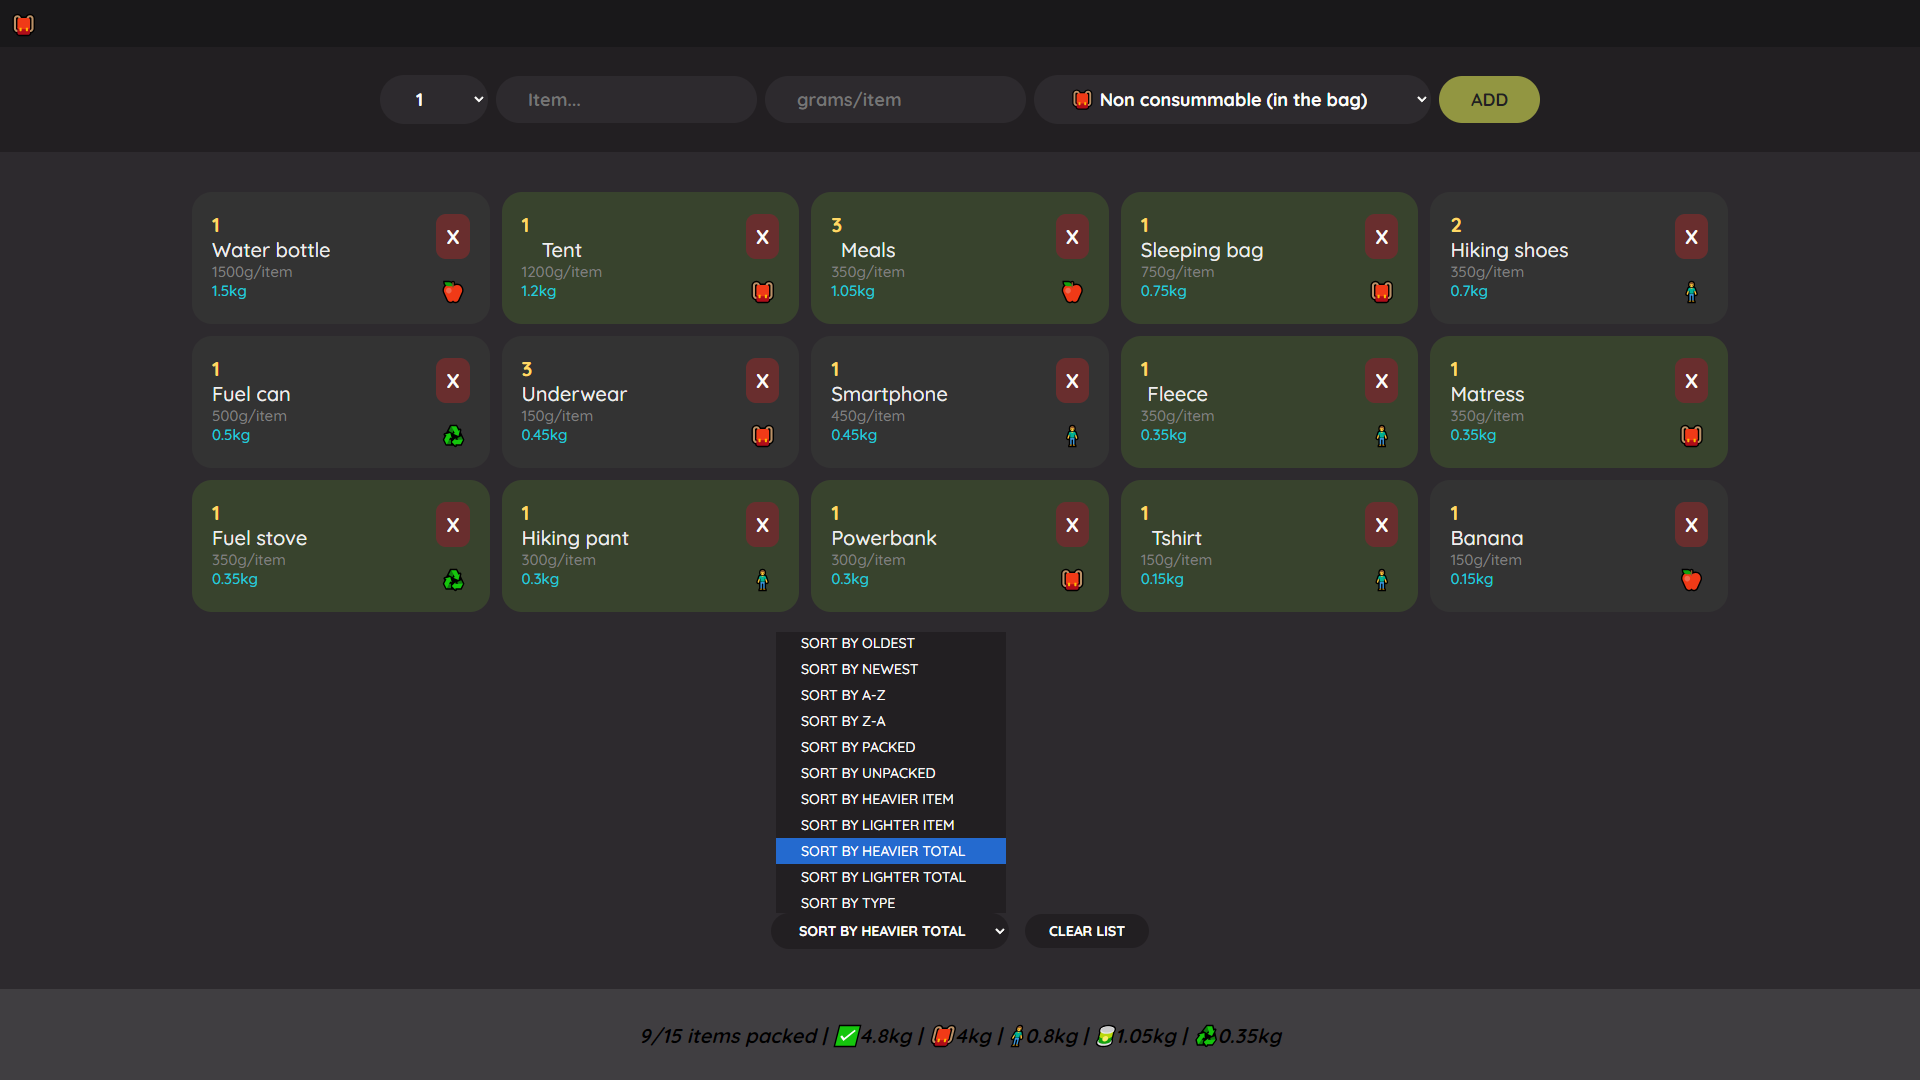 1
Item...
grams/item
Non consummable (in the bag)
ADD
1
Water bottle
1500g/item
1.5kg
X
1
Tent
1200g/item
1.2kg
X
3
Meals
350g/item
1.05kg
X
1
Sleeping bag
750g/item
0.75kg
X
2
Hiking shoes
350g/item
0.7kg
X
1
Fuel can
500g/item
0.5kg
X
3
Underwear
150g/item
0.45kg
X
1
Smartphone
450g/item
0.45kg
X
1
Fleece
350g/item
0.35kg
X
1
Matress
350g/item
0.35kg
X
1
Fuel stove
350g/item
0.35kg
X
1
Hiking pant
300g/item
0.3kg
X
1
Powerbank
300g/item
0.3kg
X
1
Tshirt
150g/item
0.15kg
X
1
Banana
150g/item
0.15kg
X
SORT BY OLDEST
SORT BY NEWEST
SORT BY A-Z
SORT BY Z-A
SORT BY PACKED
SORT BY UNPACKED
SORT BY HEAVIER ITEM
SORT BY LIGHTER ITEM
SORT BY HEAVIER TOTAL
SORT BY LIGHTER TOTAL
SORT BY TYPE
SORT BY HEAVIER TOTAL
CLEAR LIST
9/15 items packed | ✅4.8kg | 🎒4kg | 🧍0.8kg | 🥫1.05kg | ♻️0.35kg